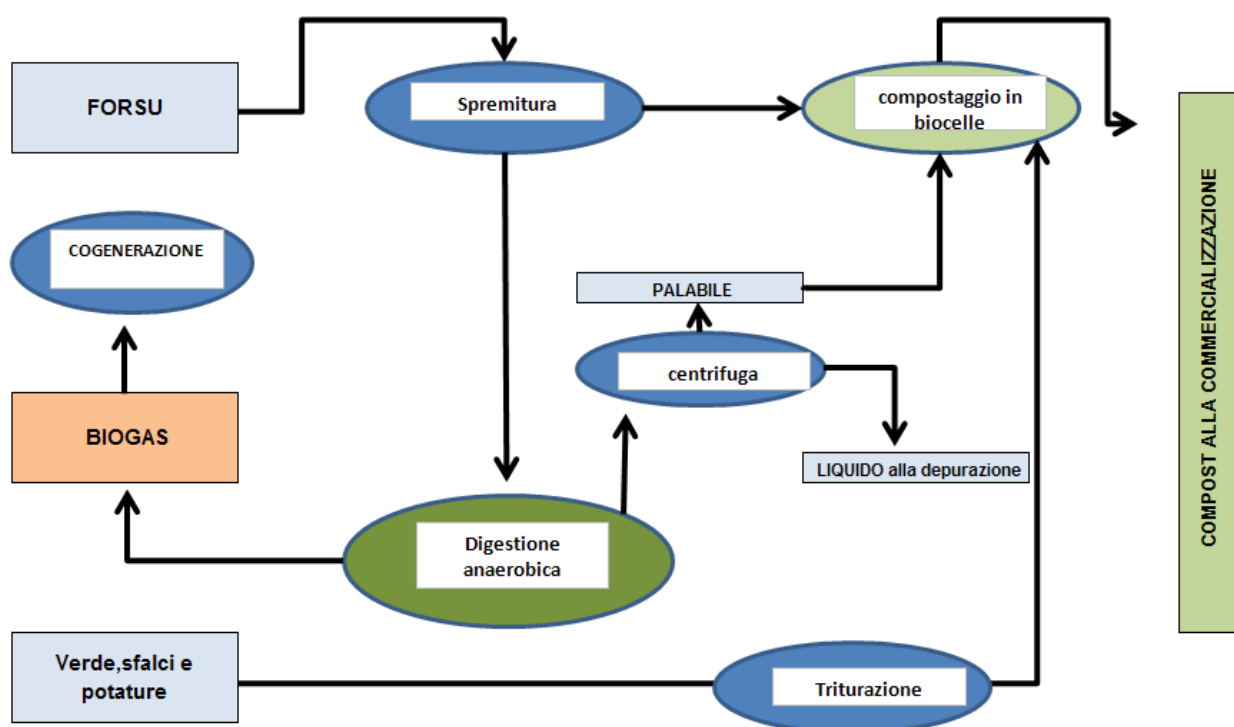 FORSU
Spremitura
compostaggio in
biocelle
COGENERAZIONE
PALABILE
centrifuga
BIOGAS
LIQUIDO alla depurazione
Digestione
anaerobica
Verde,sfalci e
potature
Triturazione
COMPOST ALLA COMMERCIALIZZAZIONE